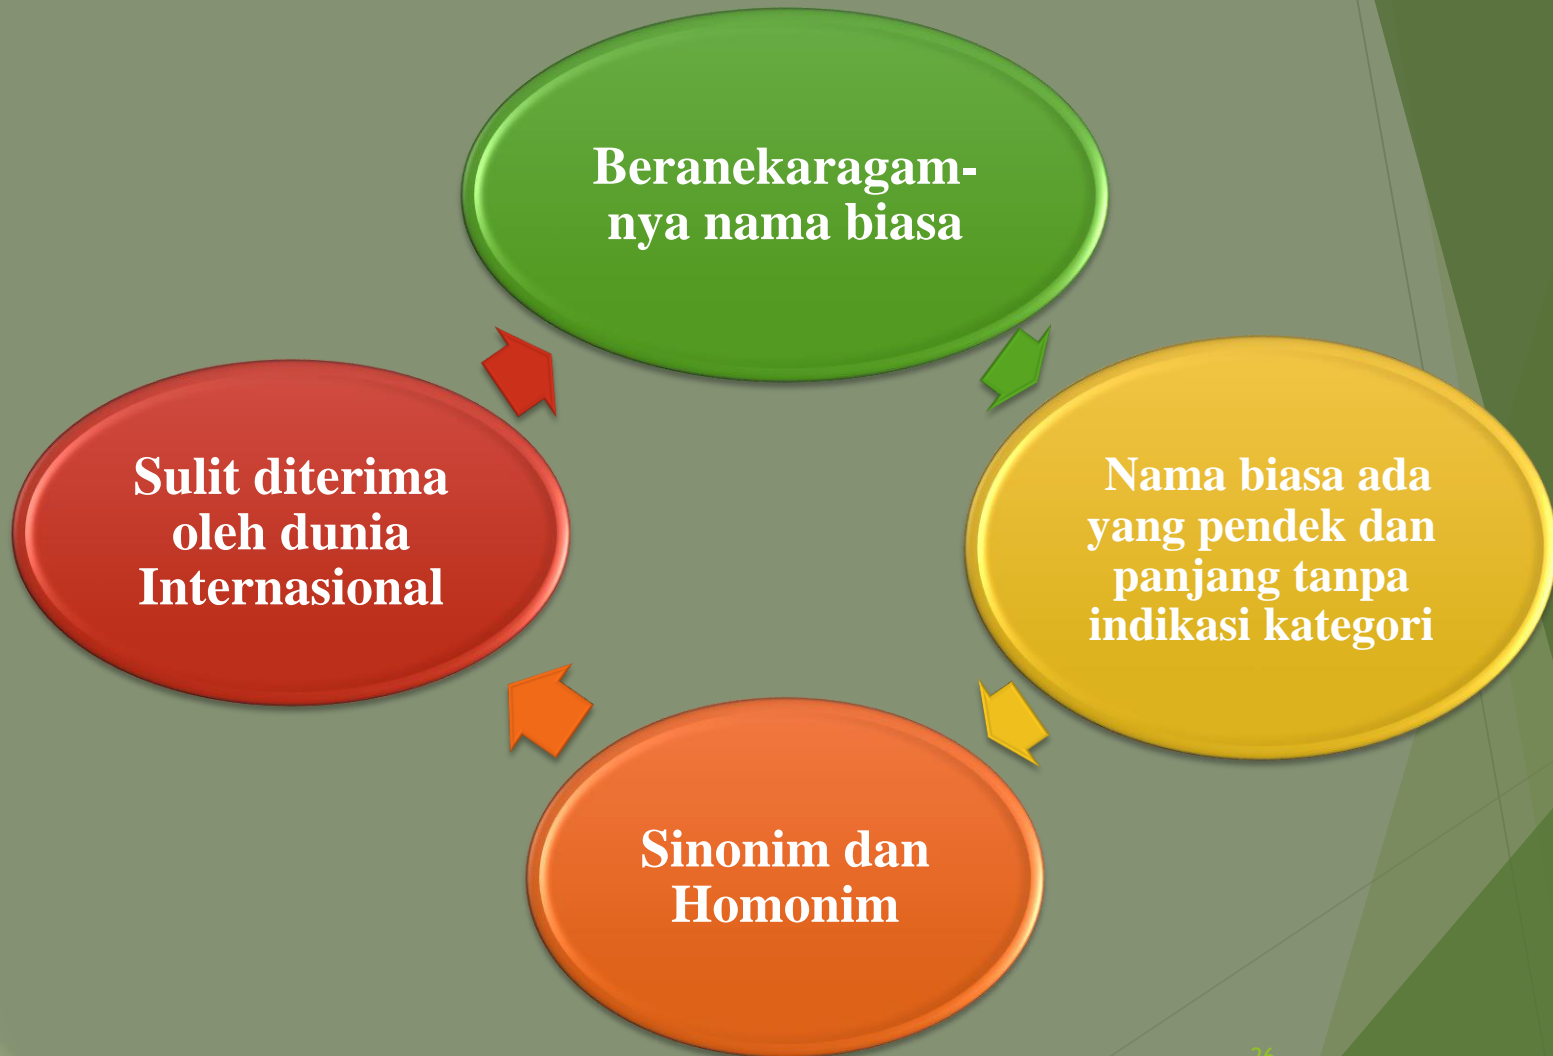 Beranekaragam-
nya nama biasa
Nama biasa ada
yang pendek dan
panjang tanpa
indikasi kategori
Sinonim dan
Homonim
Sulit diterima
oleh dunia
Internasional
26